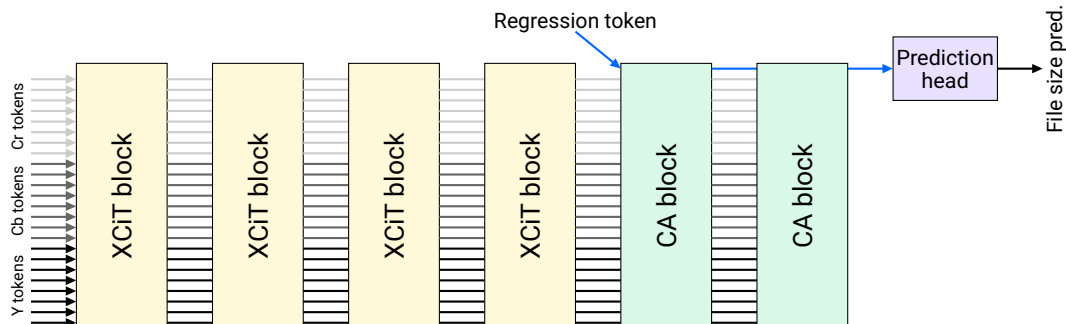 Regression token
Prediction
head
File size pred.
Cr tokens
Cb tokens
Y tokens
XCiT block
XCiT block
XCiT block
XCiT block
CA block
CA block